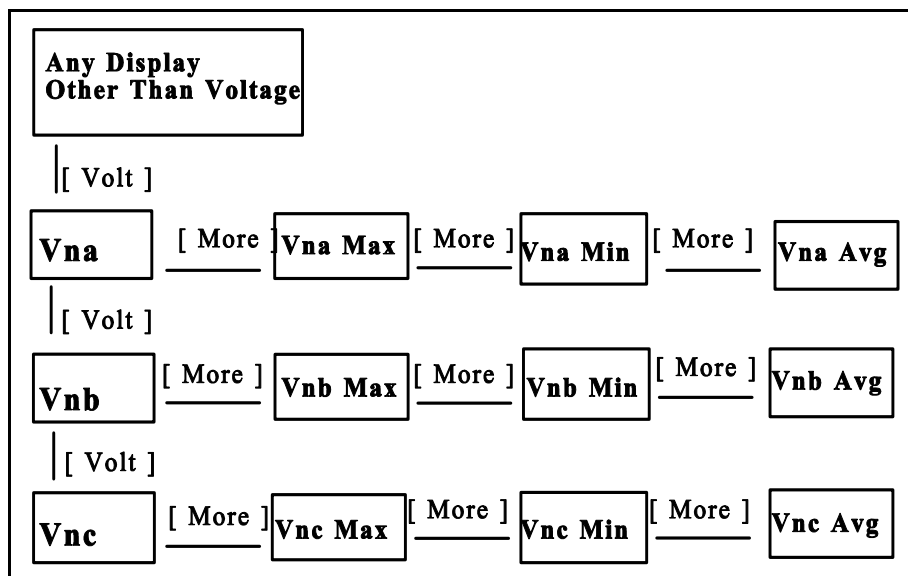 Any Display
Other Than Voltage
[ Volt ]
Vna [ More ] Vna Max [ More ] Vna Min [ More ] Vna Avg
[ Volt ]
Vnb [ More ] Vnb Max [ More ] Vnb Min [ More ] Vnb Avg
[ Volt ]
Vnc [ More ] Vnc Max [ More ] Vnc Min [ More ] Vnc Avg